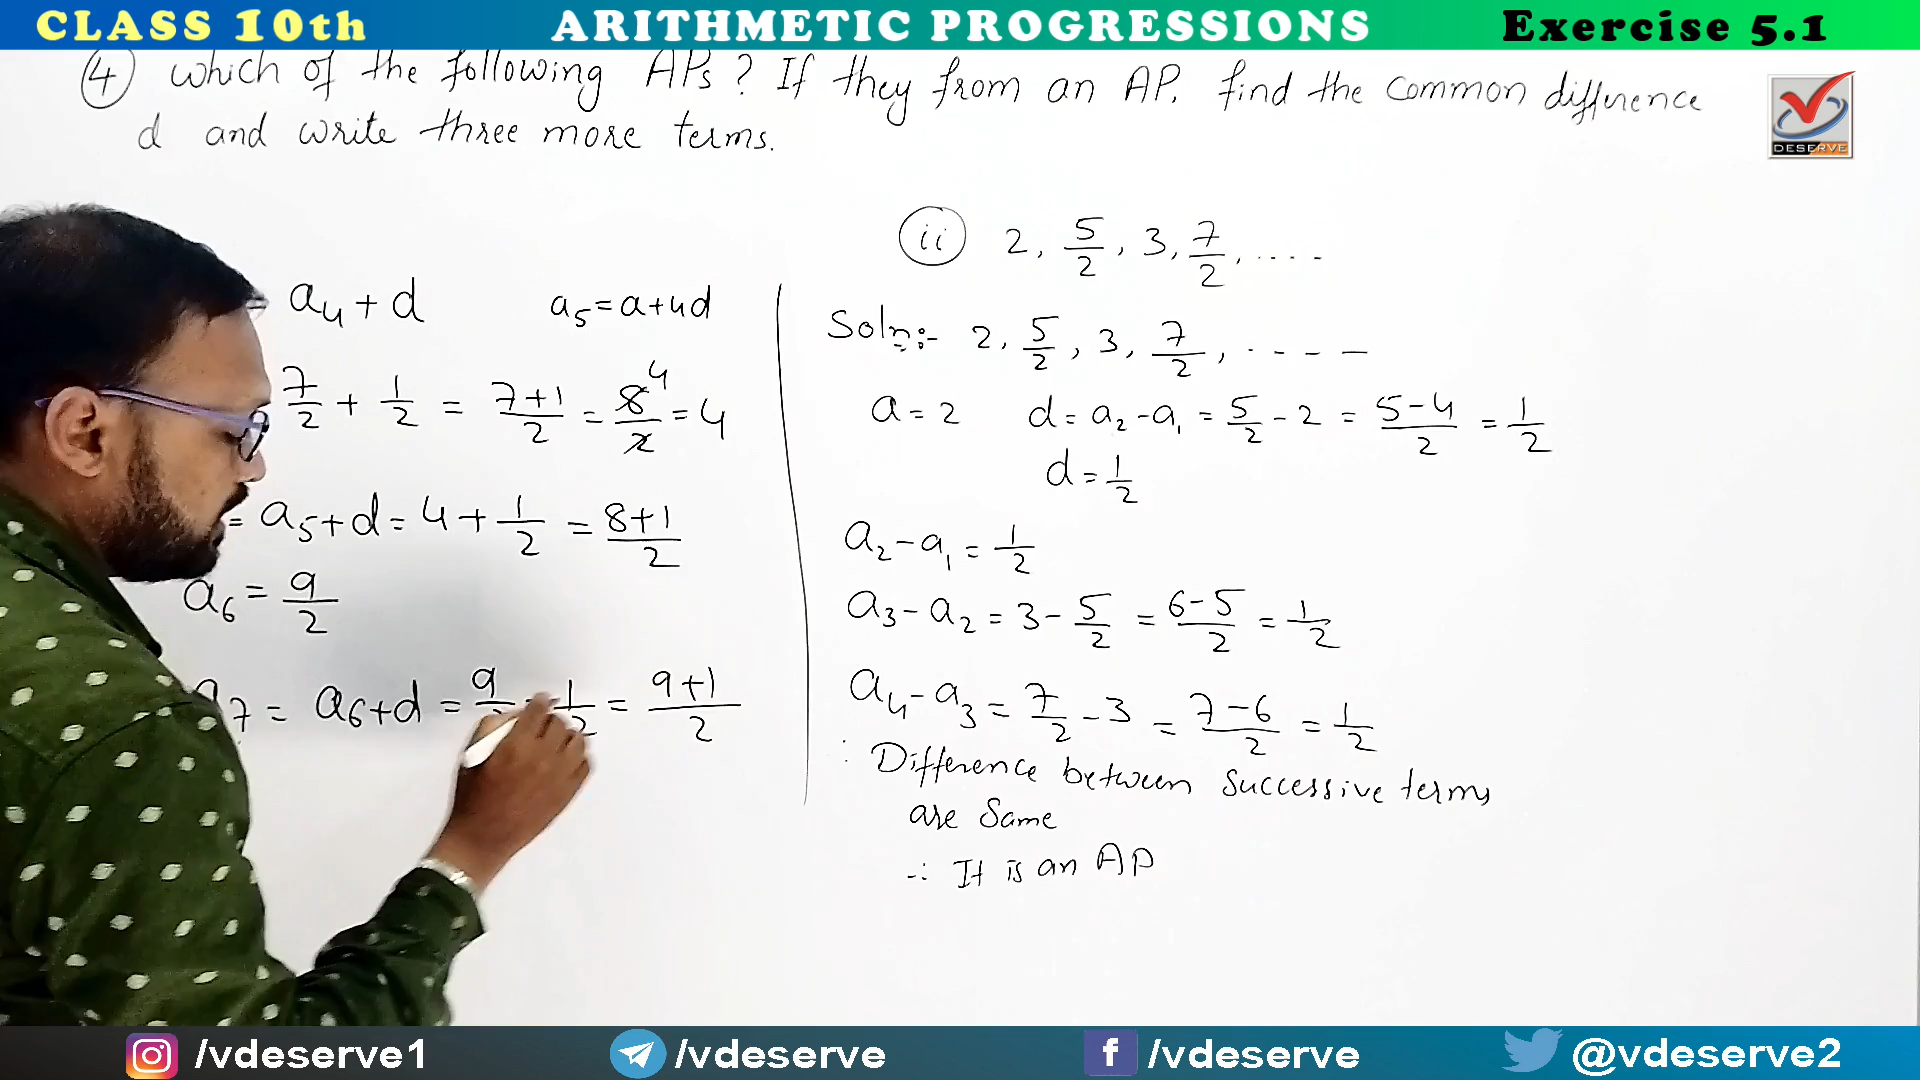 CLASS 10th ARITHMETIC PROGRESSIONS Exercise 5.1
④ Which of the following APs ? If they from an AP. find the common difference
d and write three more terms.
DESERVE
(ii) 2, 5/2, 3, 7/2, ....
Soln:- 2, 5/2, 3, 7/2, - - - -
a = 2 d = a₂ - a₁ = 5/2 - 2 = (5-4)/2 = 1/2
d = 1/2
a₂ - a₁ = 1/2
a₃ - a₂ = 3 - 5/2 = (6-5)/2 = 1/2
a₄ - a₃ = 7/2 - 3 = (7-6)/2 = 1/2
∴ Difference between Successive terms
are Same
∴ It is an AP
= a₄ + d a₅ = a + 4d
7/2 + 1/2 = (7+1)/2 = 8/2 4 = 4
= a₅ + d = 4 + 1/2 = (8+1)/2
a₆ = 9/2
a₇ = a₆ + d = 9 1/2 = (9+1)/2
/vdeserve1 /vdeserve /vdeserve @vdeserve2